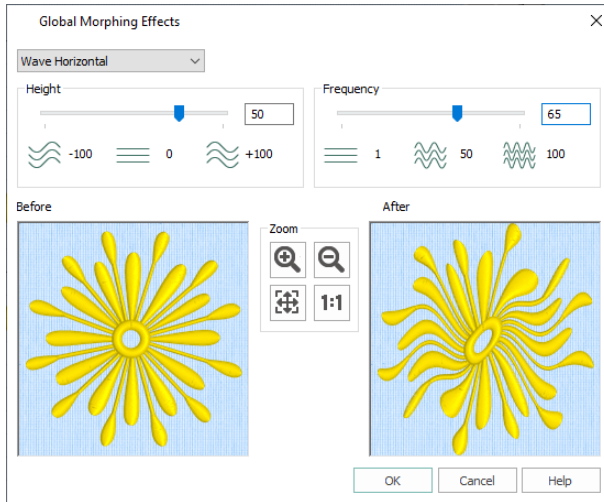 Global Morphing Effects
Wave Horizontal
Height
50
-100 0 +100
Frequency
65
1 50 100
Before
Zoom
1:1
After
OK Cancel Help